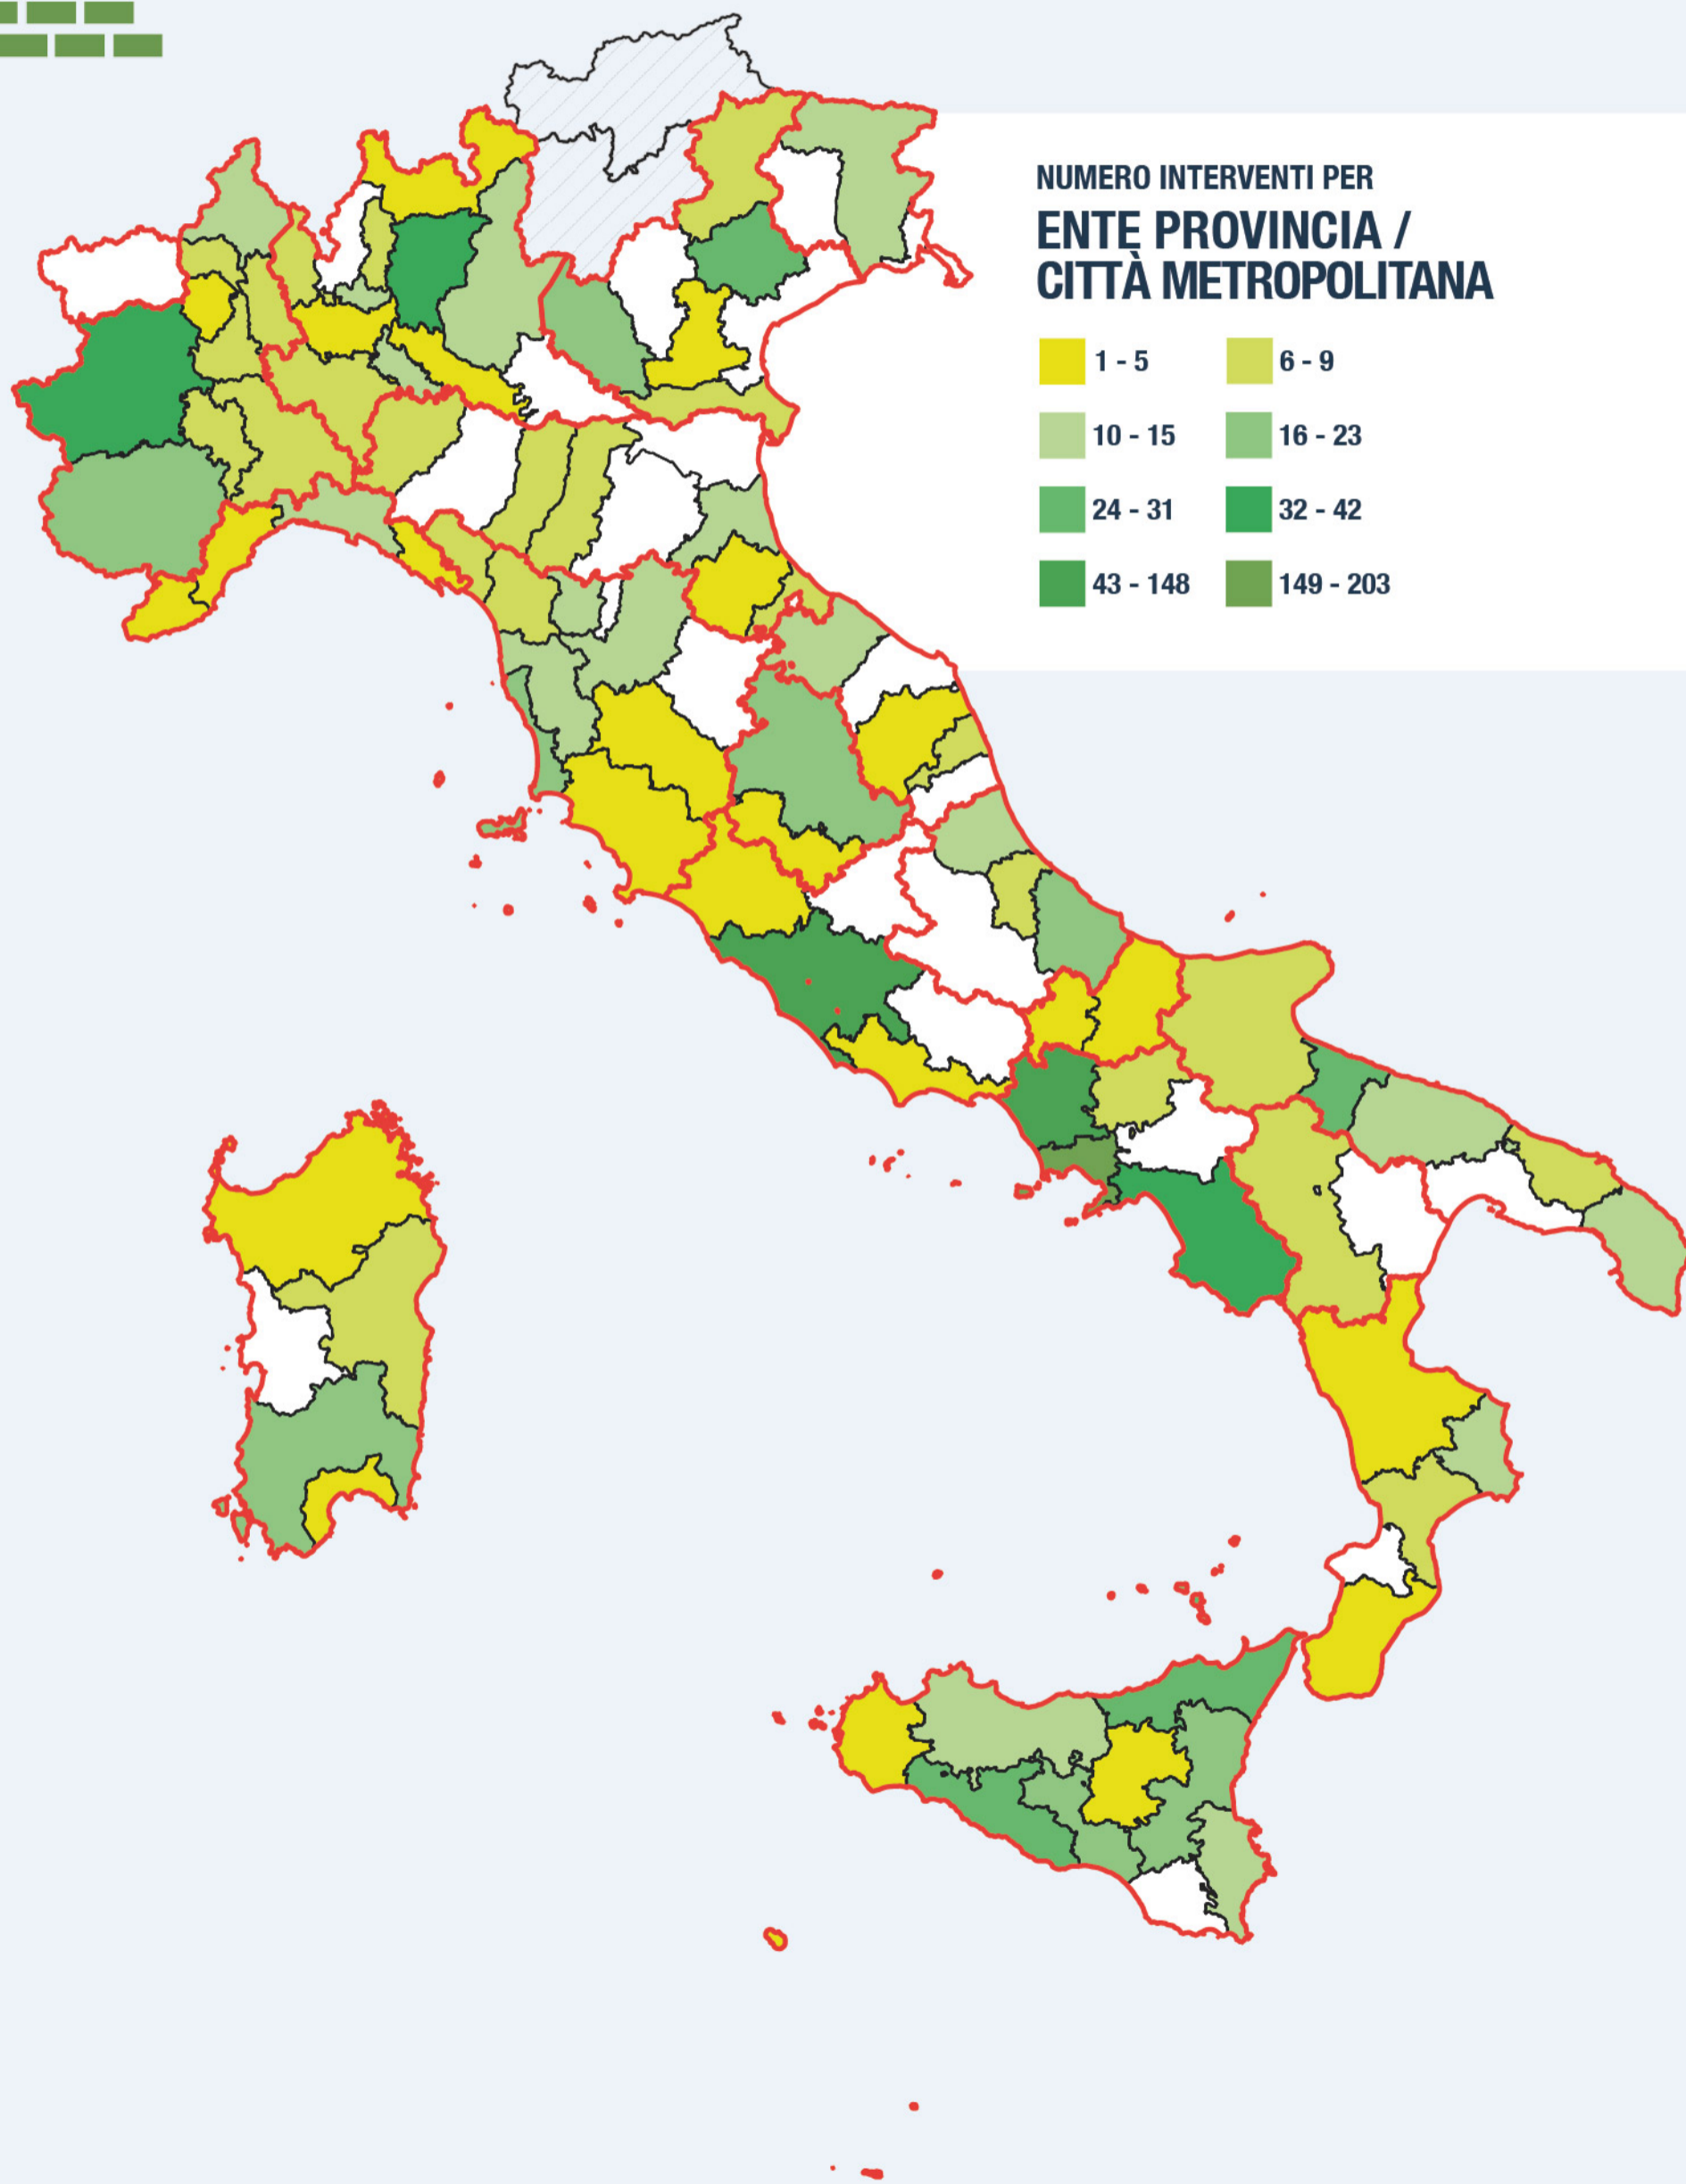 NUMERO INTERVENTI PER
ENTE PROVINCIA /
CITTÀ METROPOLITANA
1 - 5
6 - 9
10 - 15
16 - 23
24 - 31
32 - 42
43 - 148
149 - 203